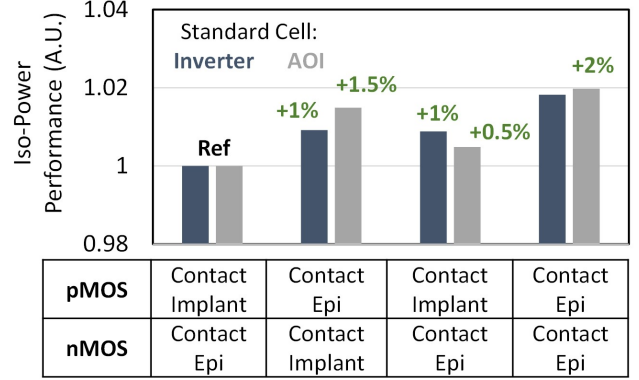 1.04
1.02
1
0.98
Iso-Power
Performance (A.U.)
Standard Cell:
Inverter AOI
Ref
+1%
+1.5%
+1%
+0.5%
+2%
pMOS
Contact
Implant
Contact
Epi
Contact
Implant
Contact
Epi
nMOS
Contact
Epi
Contact
Implant
Contact
Epi
Contact
Epi